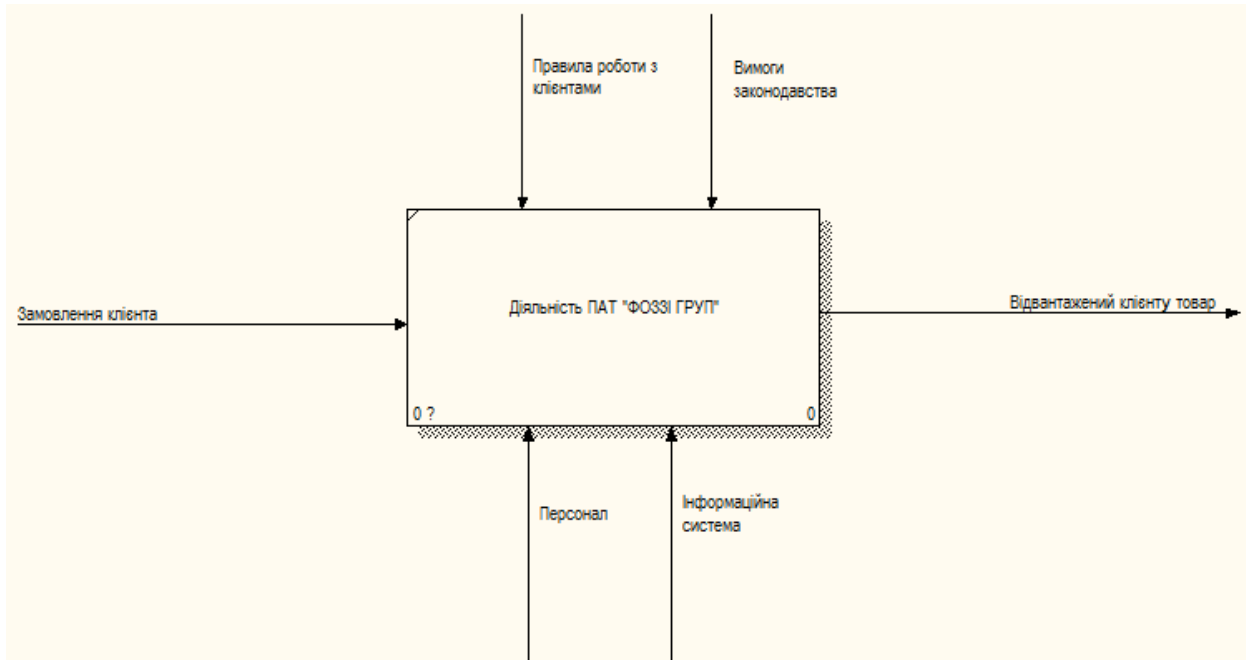 Правила роботи з
клієнтами
Вимоги
законодавства
Замовлення клієнта
Діяльність ПАТ "ФОЗЗІ ГРУП"
Відвантажений клієнту товар
0 ?
0
Персонал
Інформаційна
система